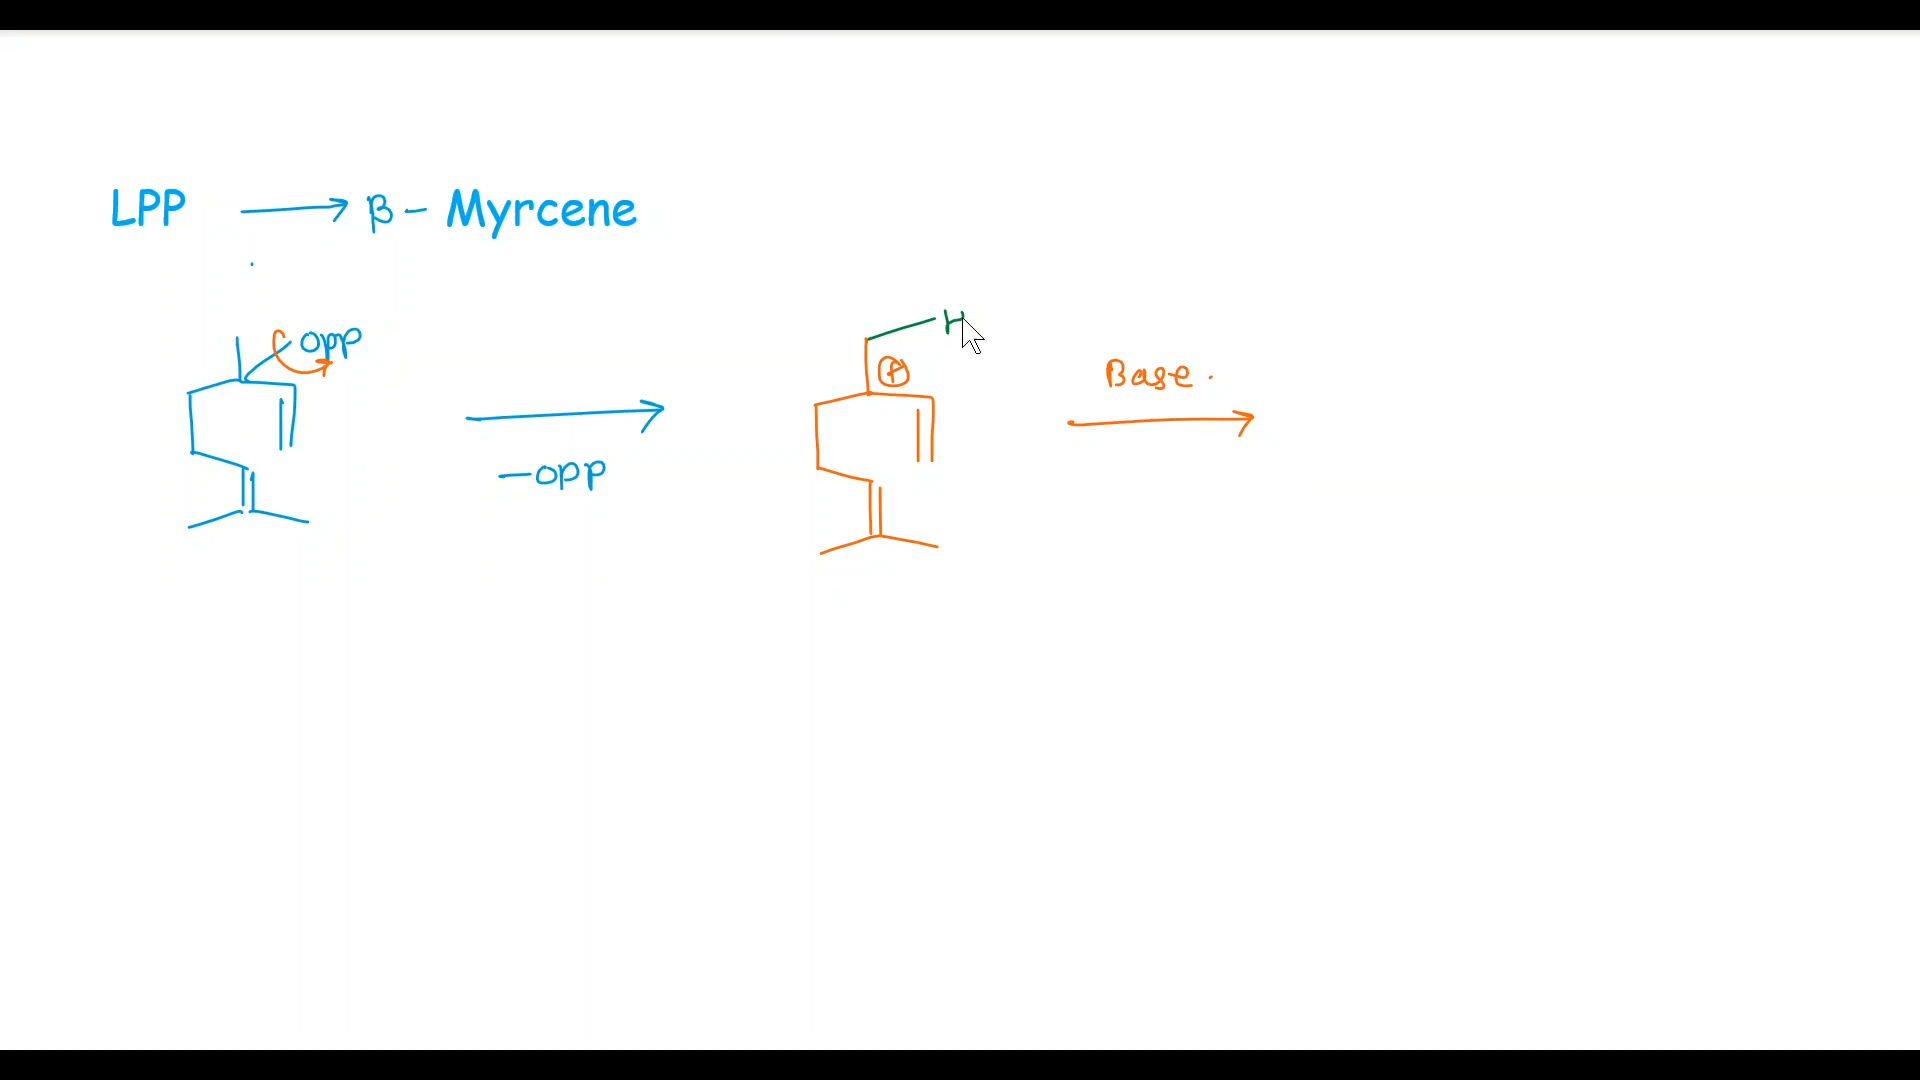 LPP → β - Myrcene
OPP
H
⊕
Base.
-OPP